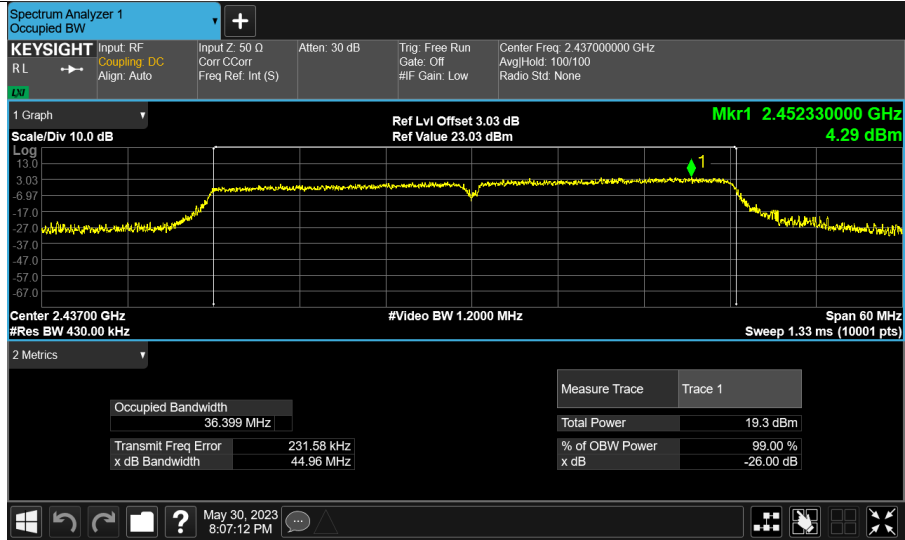 Spectrum Analyzer 1
Occupied BW
KEYSIGHT
RL
LXI
Input: RF
Coupling: DC
Align: Auto
Input Z: 50 Ω
Corr CCorr
Freq Ref: Int (S)
Atten: 30 dB
Trig: Free Run
Gate: Off
#IF Gain: Low
Center Freq: 2.437000000 GHz
Avg|Hold: 100/100
Radio Std: None
1 Graph
Scale/Div 10.0 dB
Ref Lvl Offset 3.03 dB
Ref Value 23.03 dBm
Mkr1 2.452330000 GHz
4.29 dBm
Log
13.0
3.03
-6.97
-17.0
-27.0
-37.0
-47.0
-57.0
-67.0
1
Center 2.43700 GHz
#Res BW 430.00 kHz
#Video BW 1.2000 MHz
Span 60 MHz
Sweep 1.33 ms (10001 pts)
2 Metrics
Occupied Bandwidth
36.399 MHz
Transmit Freq Error 231.58 kHz
x dB Bandwidth 44.96 MHz
Measure Trace Trace 1
Total Power 19.3 dBm
% of OBW Power 99.00 %
x dB -26.00 dB
?
May 30, 2023
8:07:12 PM